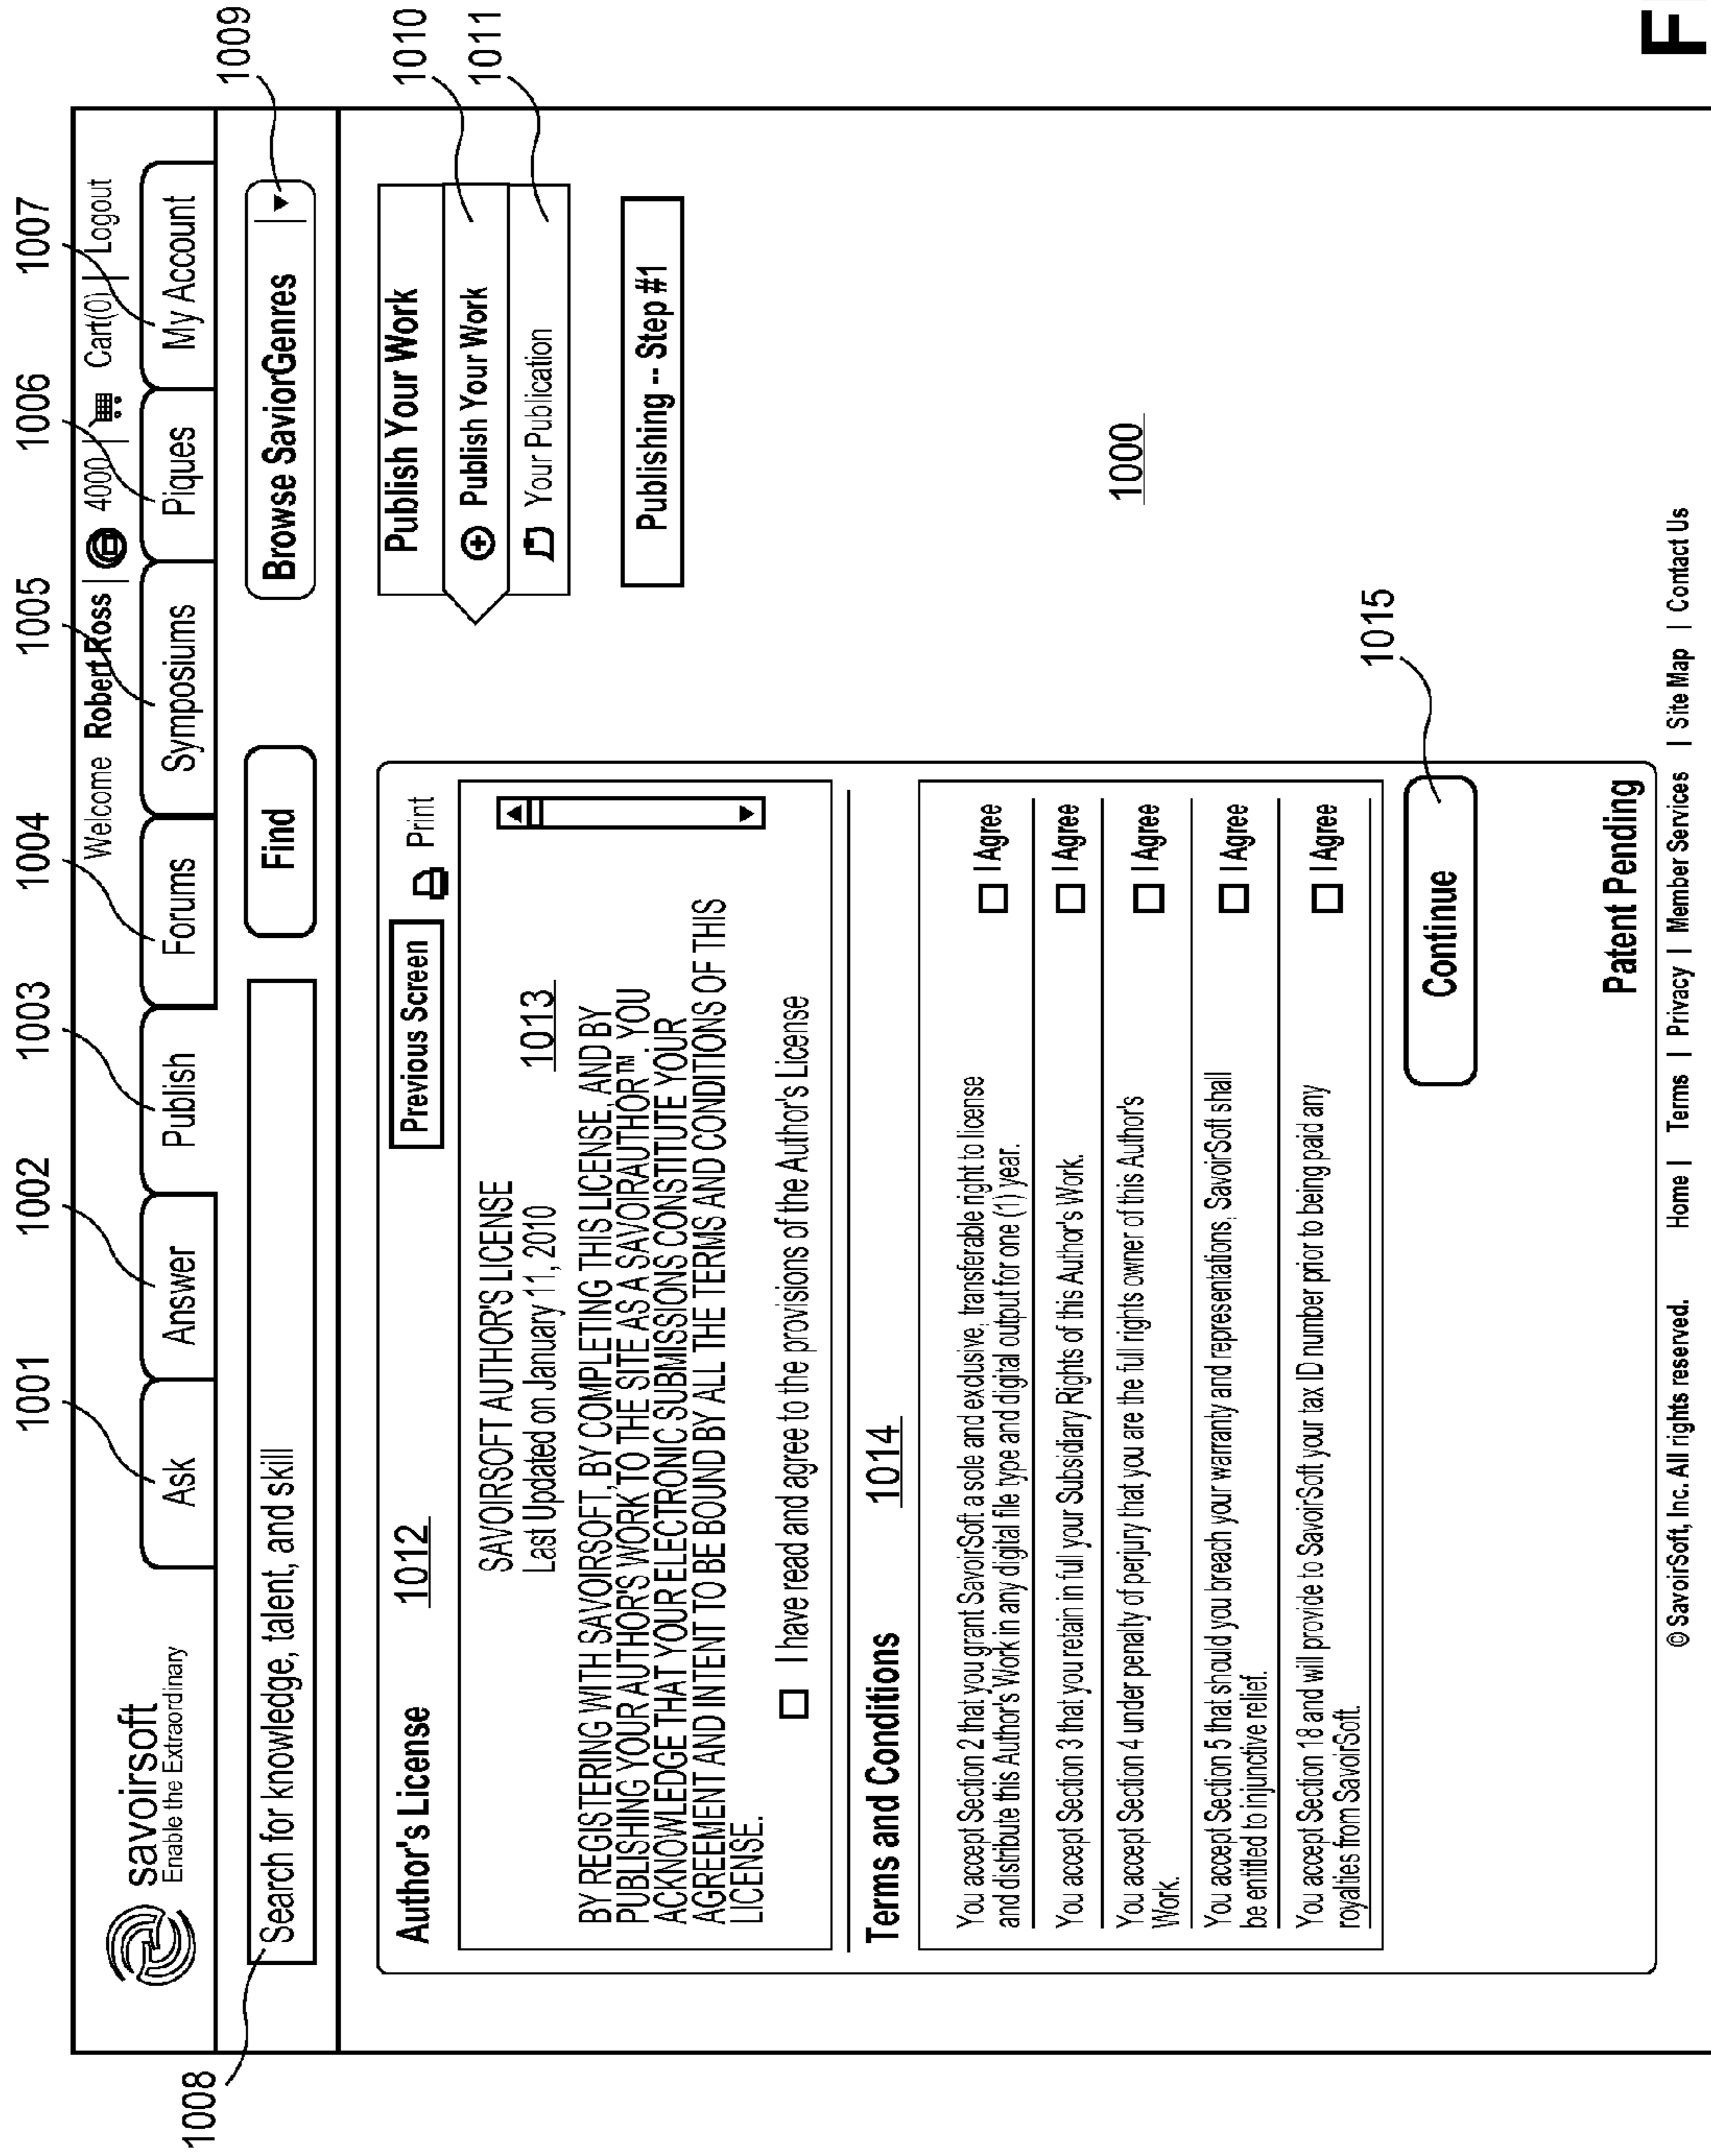 1001
1002
1003
1004
1005
1006
1007
savoirsoft
Enable the Extraordinary
Welcome Robert Ross | 4000 | Cart(0) | Logout
Ask
Answer
Publish
Forums
Symposiums
Piques
My Account
1008
Search for knowledge, talent, and skill
Find
Browse SaviorGenres
1009
Author's License
1012
Previous Screen
Print
SAVOIRSOFT AUTHOR'S LICENSE
Last Updated on January 11, 2010
1013
BY REGISTERING WITH SAVOIRSOFT, BY COMPLETING THIS LICENSE, AND BY
PUBLISHING YOUR AUTHOR'S WORK TO THE SITE AS A SAVOIRAUTHOR™. YOU
ACKNOWLEDGE THAT YOUR ELECTRONIC SUBMISSIONS CONSTITUTE YOUR
AGREEMENT AND INTENT TO BE BOUND BY ALL THE TERMS AND CONDITIONS OF THIS
LICENSE.
I have read and agree to the provisions of the Author's License
Publish Your Work
Publish Your Work
1010
Your Publication
1011
Publishing -- Step #1
Terms and Conditions
1014
You accept Section 2 that you grant SavoirSoft a sole and exclusive, transferable right to license
and distribute this Author's Work in any digital file type and digital output for one (1) year.
I Agree
You accept Section 3 that you retain in full your Subsidiary Rights of this Author's Work.
I Agree
You accept Section 4 under penalty of perjury that you are the full rights owner of this Author's
Work.
I Agree
You accept Section 5 that should you breach your warranty and representations, SavoirSoft shall
be entitled to injunctive relief.
I Agree
You accept Section 18 and will provide to SavoirSoft your tax ID number prior to being paid any
royalties from SavoirSoft.
I Agree
1000
Continue
1015
Patent Pending
© SavoirSoft, Inc. All rights reserved.
Home | Terms | Privacy | Member Services | Site Map | Contact Us
F